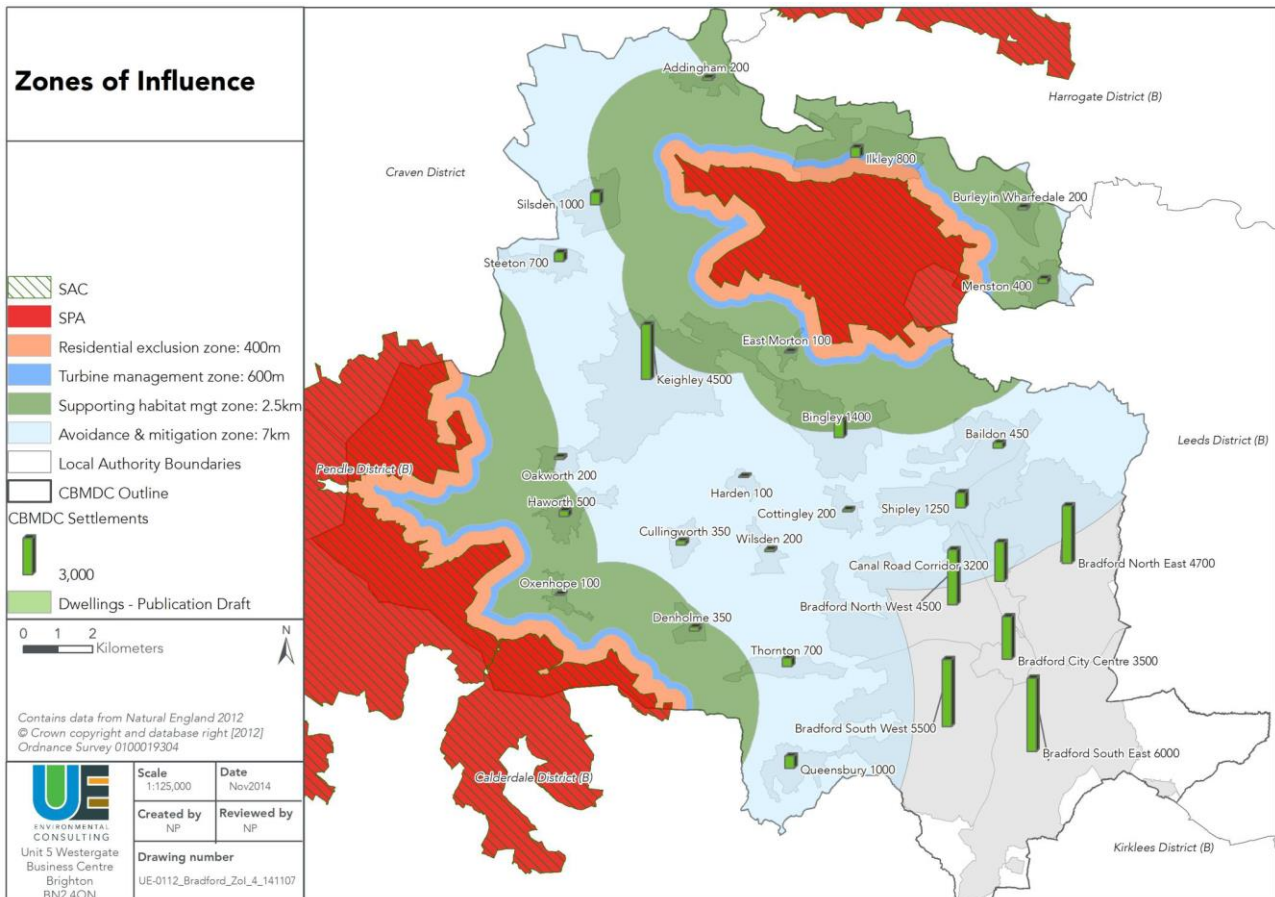 Zones of Influence
SAC
SPA
Residential exclusion zone: 400m
Turbine management zone: 600m
Supporting habitat mgt zone: 2.5km
Avoidance & mitigation zone: 7km
Local Authority Boundaries
CBMDC Outline
CBMDC Settlements
3,000
Dwellings - Publication Draft
0 1 2
Kilometers
N
Contains data from Natural England 2012
© Crown copyright and database right [2012]
Ordnance Survey 0100019304
UE
ENVIRONMENTAL
CONSULTING
Unit 5 Westergate
Business Centre
Brighton
BN2 4QN
Scale
1:125,000
Date
Nov2014
Created by
NP
Reviewed by
NP
Drawing number
UE-0112_Bradford_ZoI_4_141107
Addingham 200
Harrogate District (B)
Ilkley 800
Craven District
Burley in Wharfedale 200
Silsden 1000
Steeton 700
Menston 400
East Morton 100
Keighley 4500
Bingley 1400
Baildon 450
Leeds District (B)
Pendle District (B)
Oakworth 200
Harden 100
Haworth 500
Cottingley 200
Shipley 1250
Cullingworth 350
Wilsden 200
Canal Road Corridor 3200
Bradford North East 4700
Oxenhope 100
Bradford North West 4500
Denholme 350
Thornton 700
Bradford City Centre 3500
Bradford South West 5500
Bradford South East 6000
Queensbury 1000
Calderdale District (B)
Kirklees District (B)